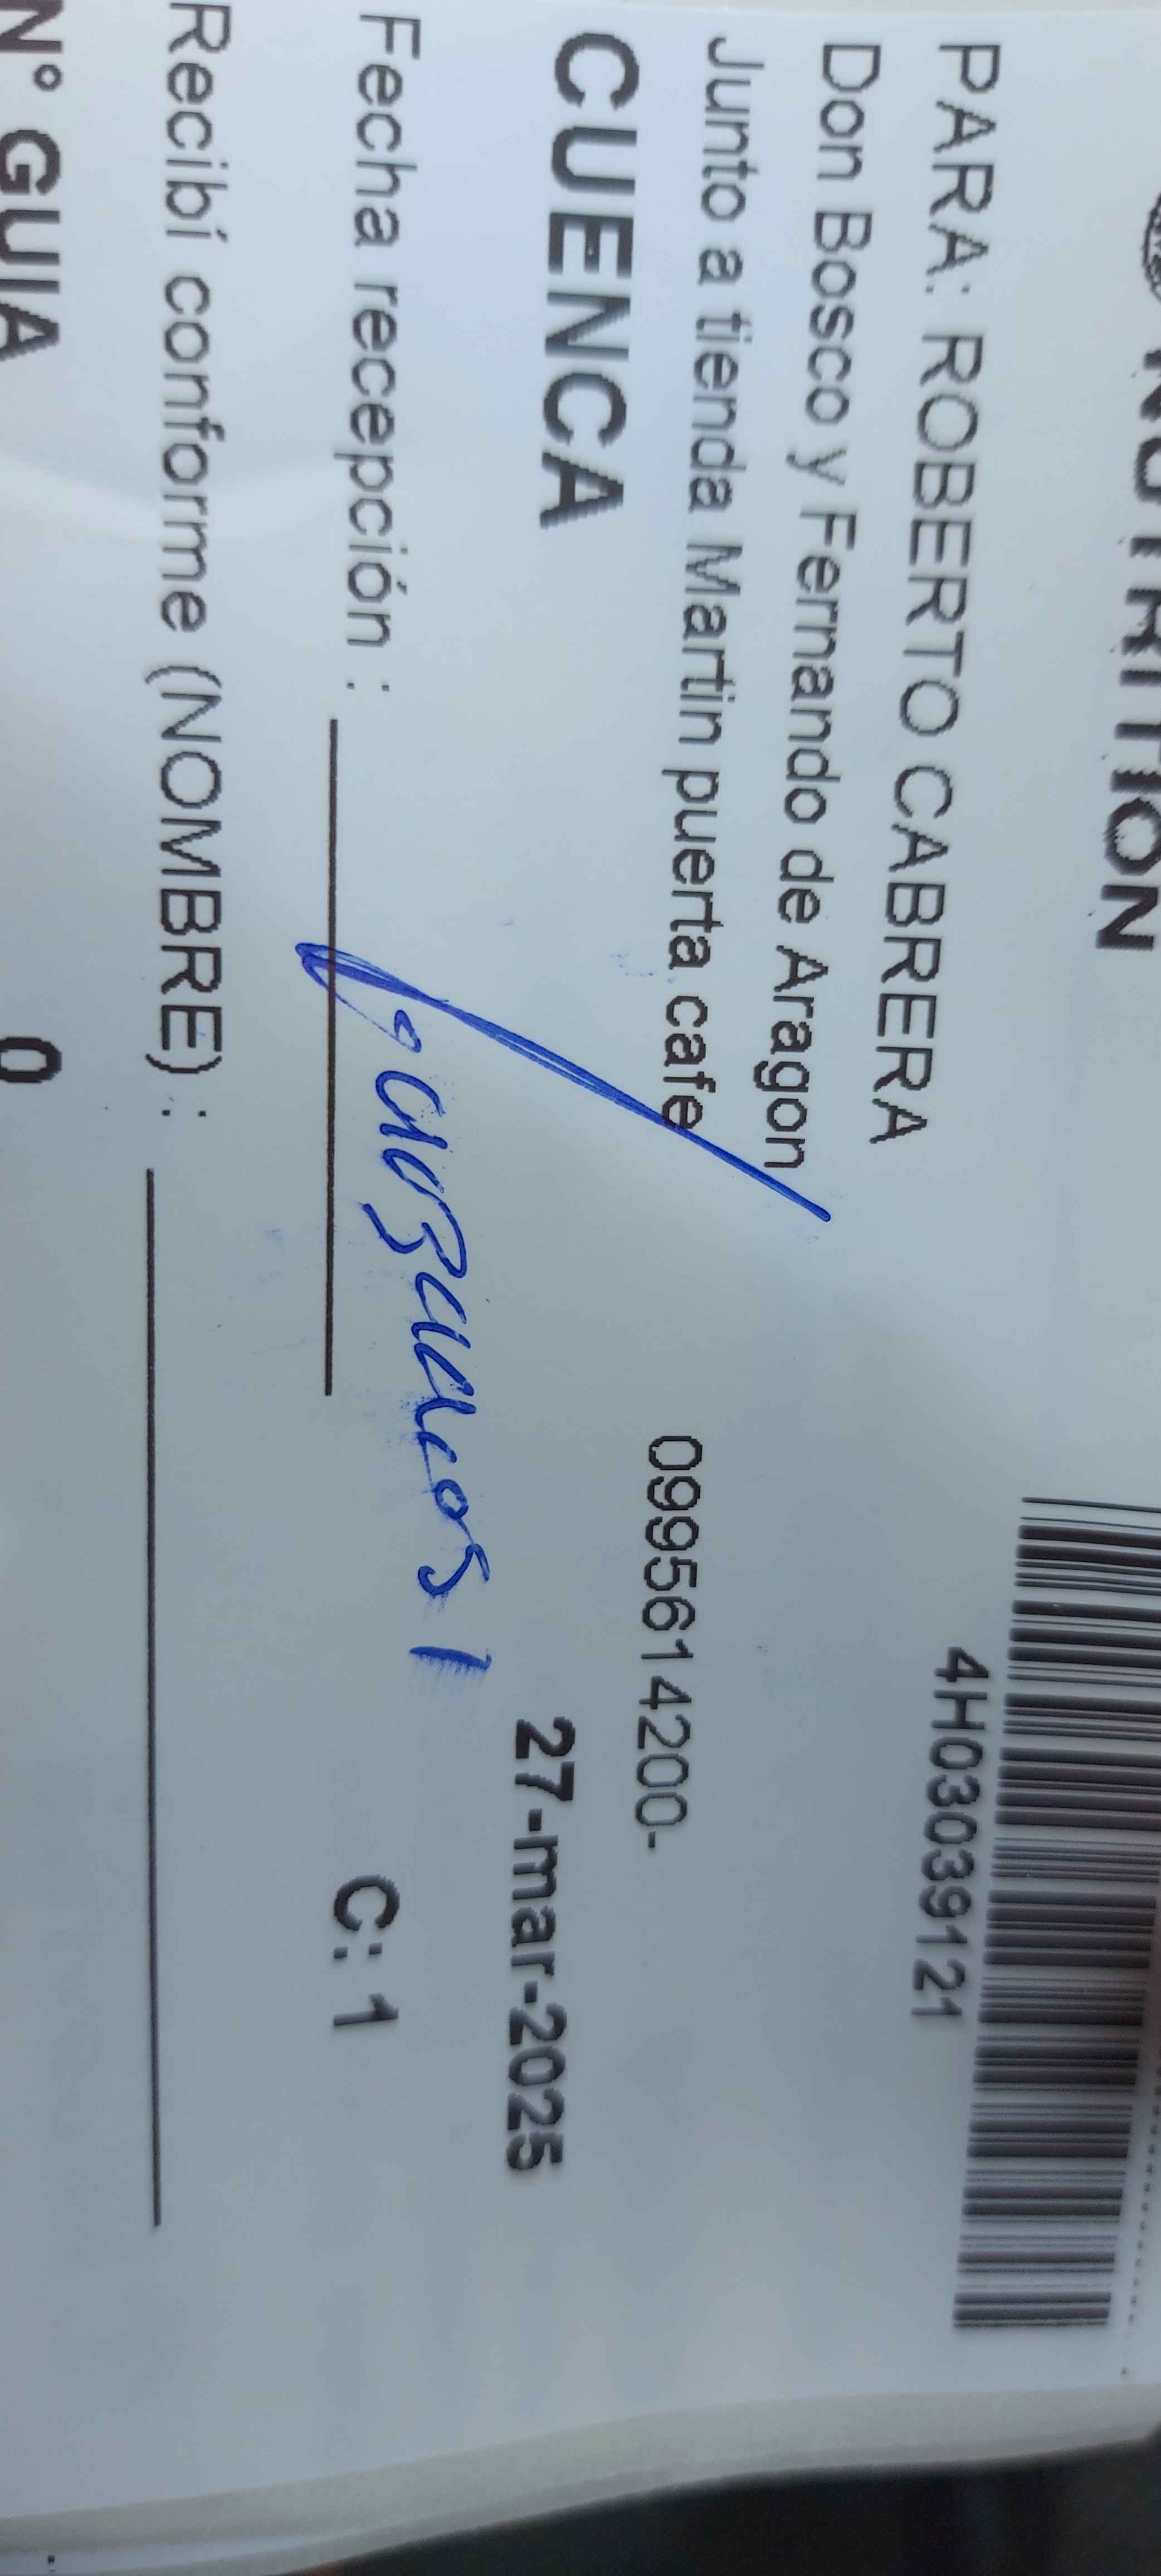 NUTRITION
4H03039121
PARA: ROBERTO CABRERA
Don Bosco y Fernando de Aragon
Junto a tienda Martin puerta cafe
0995614200-
CUENCA
27-mar-2025
Fecha recepción :
C: 1
Recibí conforme (NOMBRE) :
N° GUIA 0